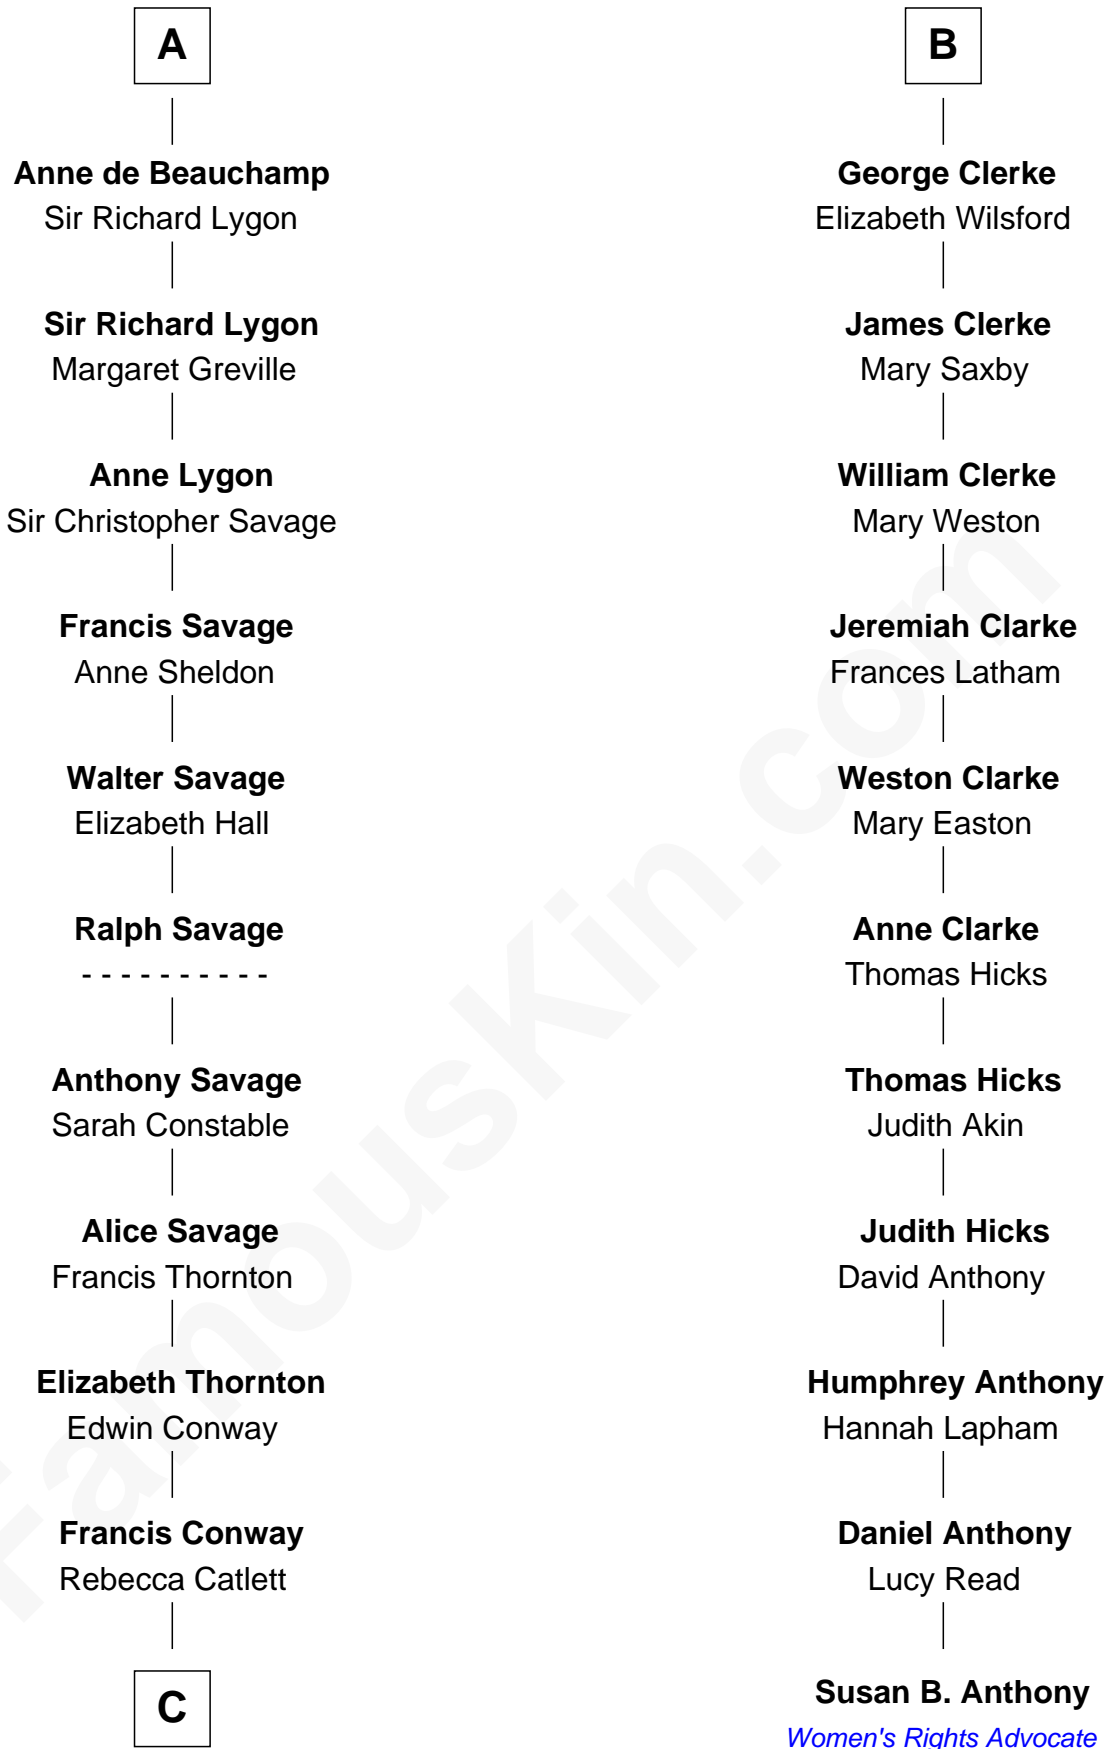 A
Anne de Beauchamp
Sir Richard Lygon
Sir Richard Lygon
Margaret Greville
Anne Lygon
Sir Christopher Savage
Francis Savage
Anne Sheldon
Walter Savage
Elizabeth Hall
Ralph Savage
- - - - - - - - - -
Anthony Savage
Sarah Constable
Alice Savage
Francis Thornton
Elizabeth Thornton
Edwin Conway
Francis Conway
Rebecca Catlett
C
B
George Clerke
Elizabeth Wilsford
James Clerke
Mary Saxby
William Clerke
Mary Weston
Jeremiah Clarke
Frances Latham
Weston Clarke
Mary Easton
Anne Clarke
Thomas Hicks
Thomas Hicks
Judith Akin
Judith Hicks
David Anthony
Humphrey Anthony
Hannah Lapham
Daniel Anthony
Lucy Read
Susan B. Anthony
Women's Rights Advocate
FamousKin.com